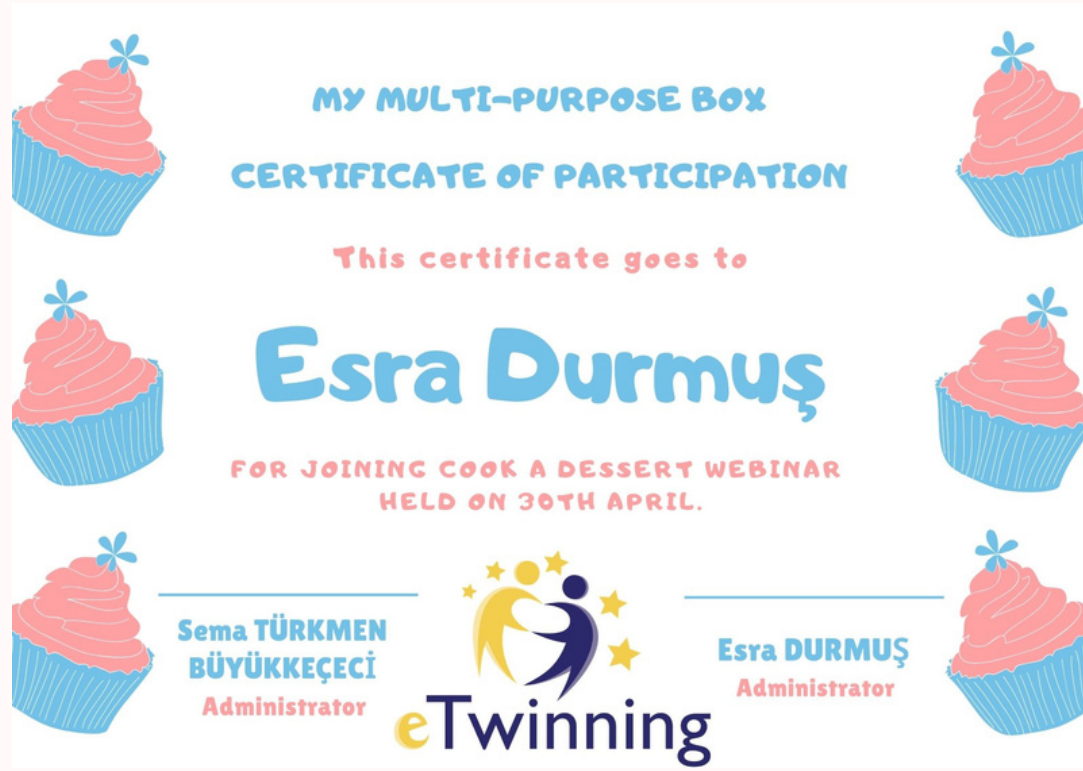 MY MULTI-PURPOSE BOX
CERTIFICATE OF PARTICIPATION
This certificate goes to
Esra Durmuş
FOR JOINING COOK A DESSERT WEBINAR
HELD ON 30TH APRIL.
Sema TÜRKMEN
BÜYÜKKEÇECİ
Administrator
eTwinning
Esra DURMUŞ
Administrator